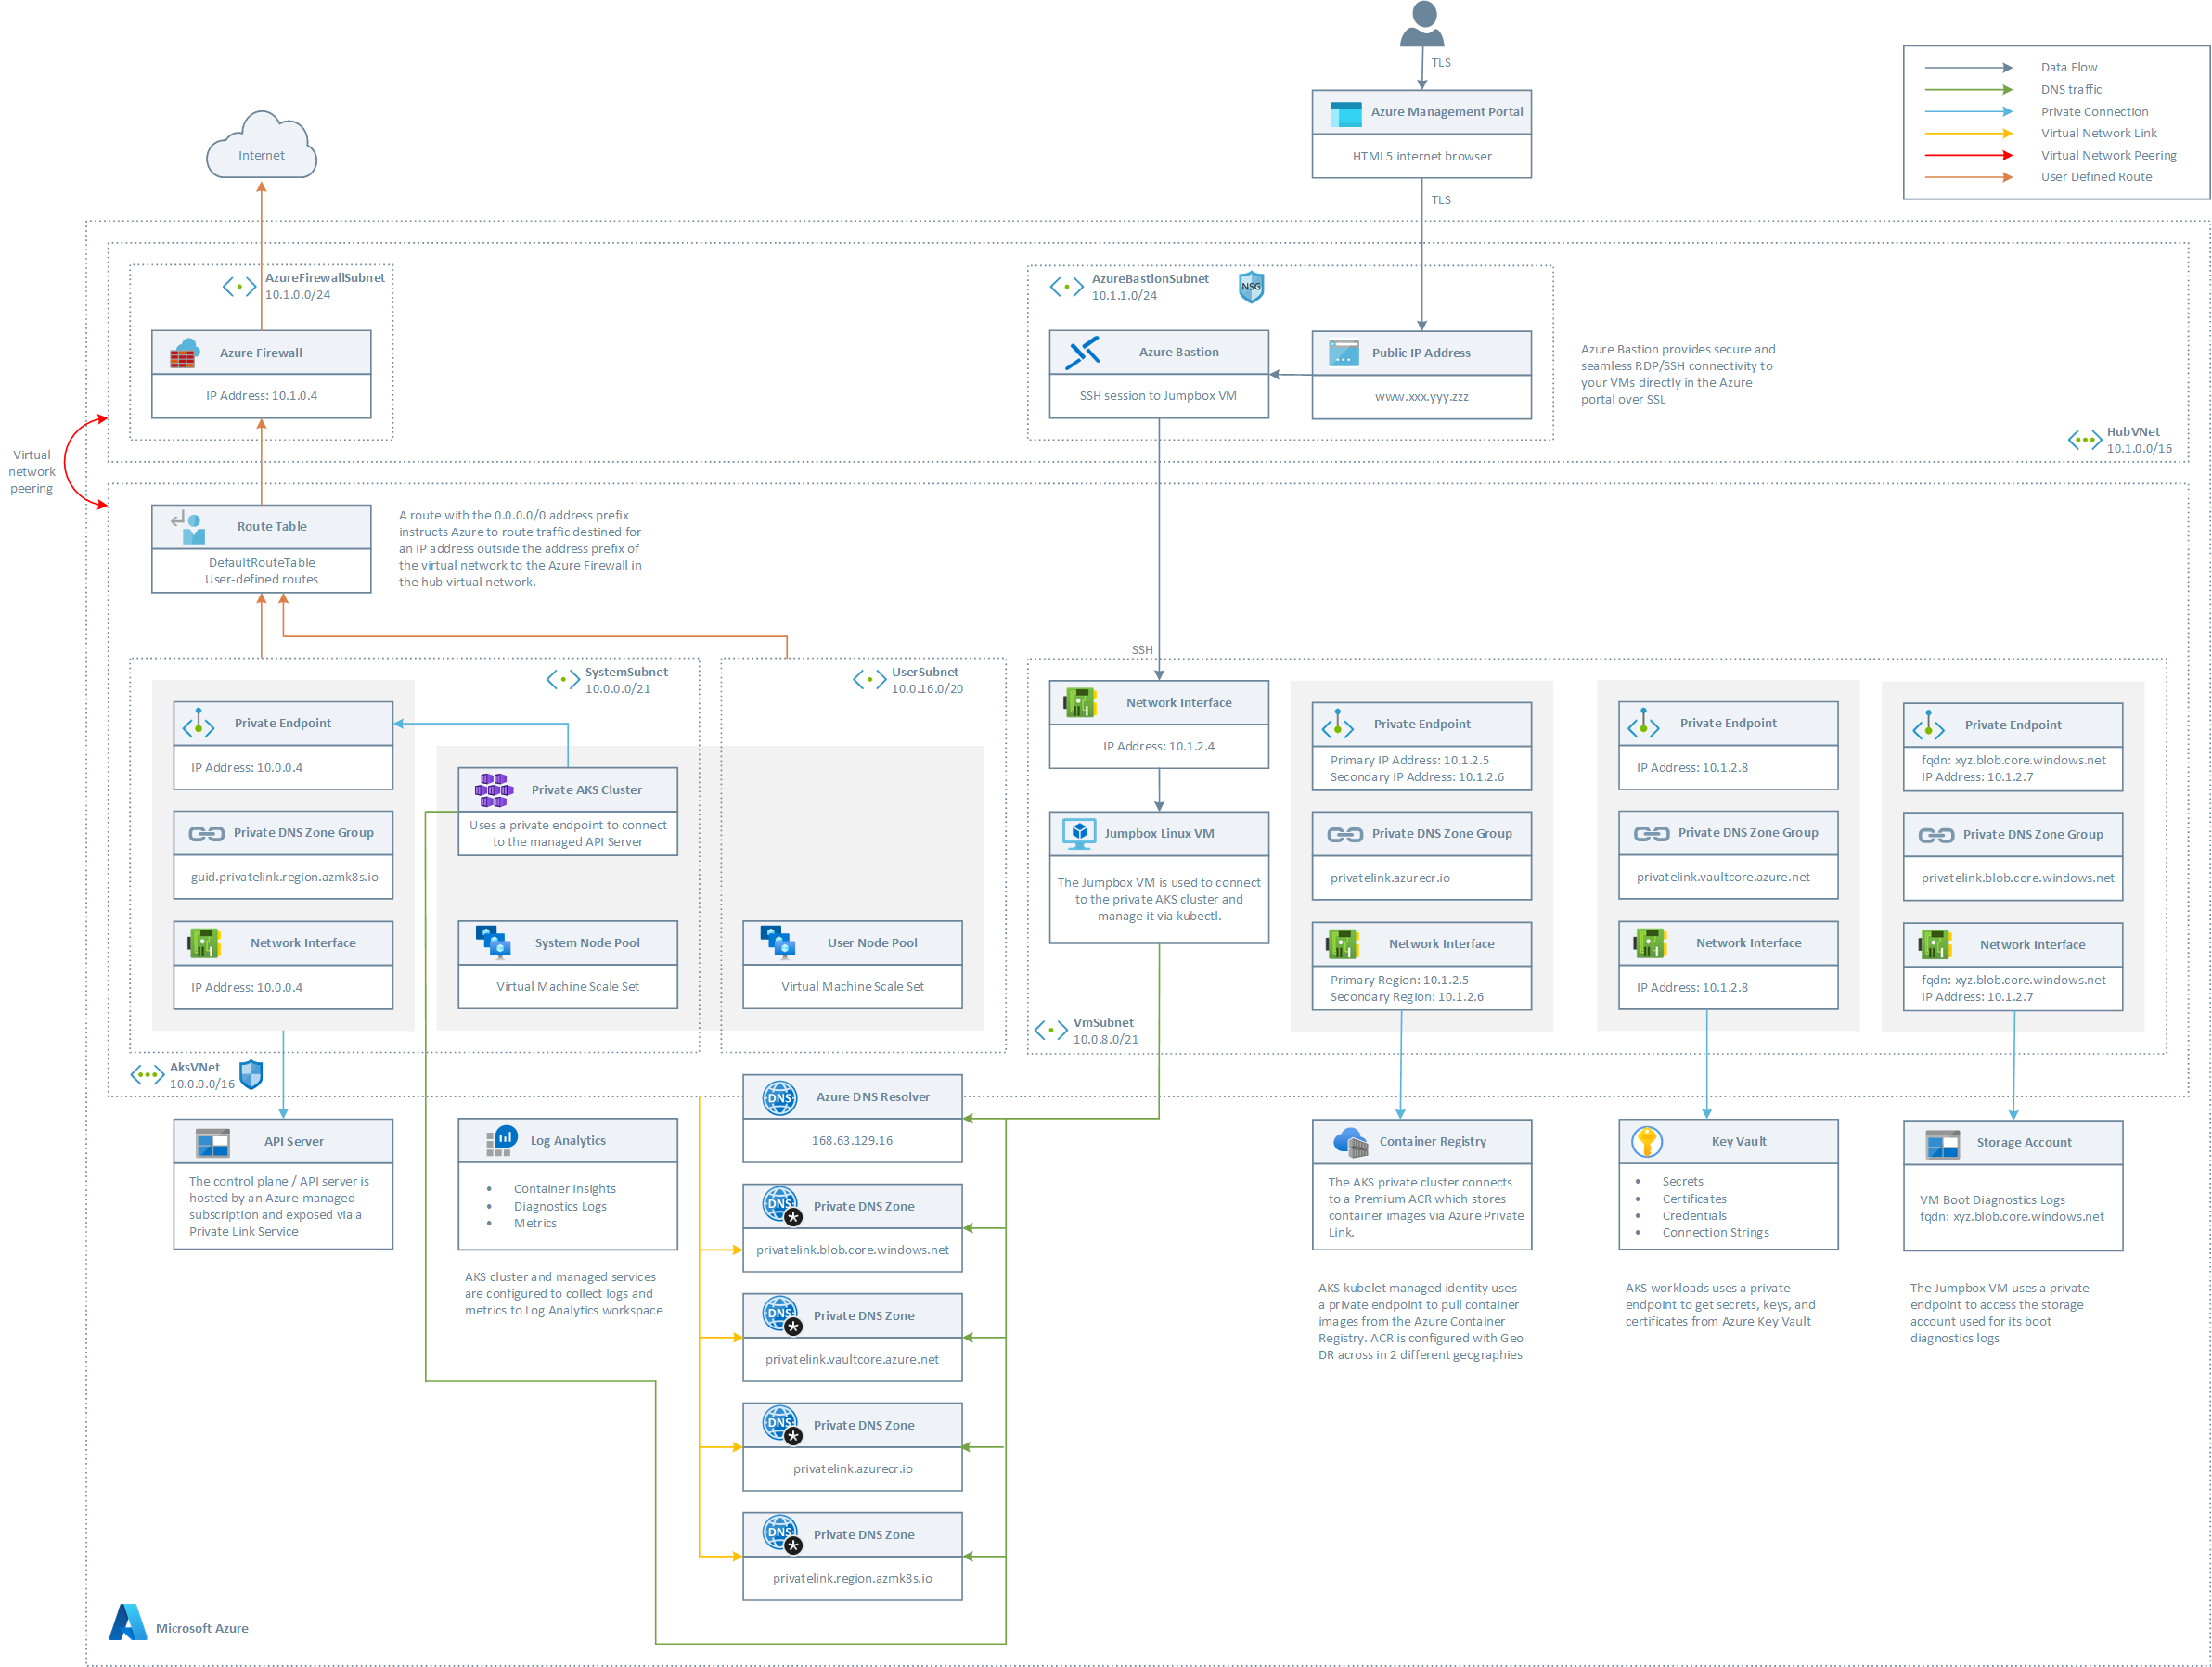 TLS
Azure Management Portal
HTML5 internet browser
TLS
Data Flow
DNS traffic
Private Connection
Virtual Network Link
Virtual Network Peering
User Defined Route
Internet
AzureFirewallSubnet
10.1.0.0/24
Azure Firewall
IP Address: 10.1.0.4
AzureBastionSubnet
10.1.1.0/24
NSG
Azure Bastion
SSH session to Jumpbox VM
Public IP Address
www.xxx.yyy.zzz
Azure Bastion provides secure and
seamless RDP/SSH connectivity to
your VMs directly in the Azure
portal over SSL
HubVNet
10.1.0.0/16
Virtual
network
peering
Route Table
DefaultRouteTable
User-defined routes
A route with the 0.0.0.0/0 address prefix
instructs Azure to route traffic destined for
an IP address outside the address prefix of
the virtual network to the Azure Firewall in
the hub virtual network.
SSH
SystemSubnet
10.0.0.0/21
UserSubnet
10.0.16.0/20
Private Endpoint
IP Address: 10.0.0.4
Private DNS Zone Group
guid.privatelink.region.azmk8s.io
Network Interface
IP Address: 10.0.0.4
Private AKS Cluster
Uses a private endpoint to connect
to the managed API Server
System Node Pool
Virtual Machine Scale Set
User Node Pool
Virtual Machine Scale Set
Network Interface
IP Address: 10.1.2.4
Jumpbox Linux VM
The Jumpbox VM is used to connect
to the private AKS cluster and
manage it via kubectl.
VmSubnet
10.0.8.0/21
Private Endpoint
Primary IP Address: 10.1.2.5
Secondary IP Address: 10.1.2.6
Private DNS Zone Group
privatelink.azurecr.io
Network Interface
Primary Region: 10.1.2.5
Secondary Region: 10.1.2.6
Private Endpoint
IP Address: 10.1.2.8
Private DNS Zone Group
privatelink.vaultcore.azure.net
Network Interface
IP Address: 10.1.2.8
Private Endpoint
fqdn: xyz.blob.core.windows.net
IP Address: 10.1.2.7
Private DNS Zone Group
privatelink.blob.core.windows.net
Network Interface
fqdn: xyz.blob.core.windows.net
IP Address: 10.1.2.7
AksVNet
10.0.0.0/16
API Server
The control plane / API server is
hosted by an Azure-managed
subscription and exposed via a
Private Link Service
Log Analytics
• Container Insights
• Diagnostics Logs
• Metrics
AKS cluster and managed services
are configured to collect logs and
metrics to Log Analytics workspace
DNS
Azure DNS Resolver
168.63.129.16
DNS
Private DNS Zone
privatelink.blob.core.windows.net
DNS
Private DNS Zone
privatelink.vaultcore.azure.net
DNS
Private DNS Zone
privatelink.azurecr.io
DNS
Private DNS Zone
privatelink.region.azmk8s.io
Container Registry
The AKS private cluster connects
to a Premium ACR which stores
container images via Azure Private
Link.
AKS kubelet managed identity uses
a private endpoint to pull container
images from the Azure Container
Registry. ACR is configured with Geo
DR across in 2 different geographies
Key Vault
• Secrets
• Certificates
• Credentials
• Connection Strings
AKS workloads uses a private
endpoint to get secrets, keys, and
certificates from Azure Key Vault
Storage Account
VM Boot Diagnostics Logs
fqdn: xyz.blob.core.windows.net
The Jumpbox VM uses a private
endpoint to access the storage
account used for its boot
diagnostics logs
Microsoft Azure